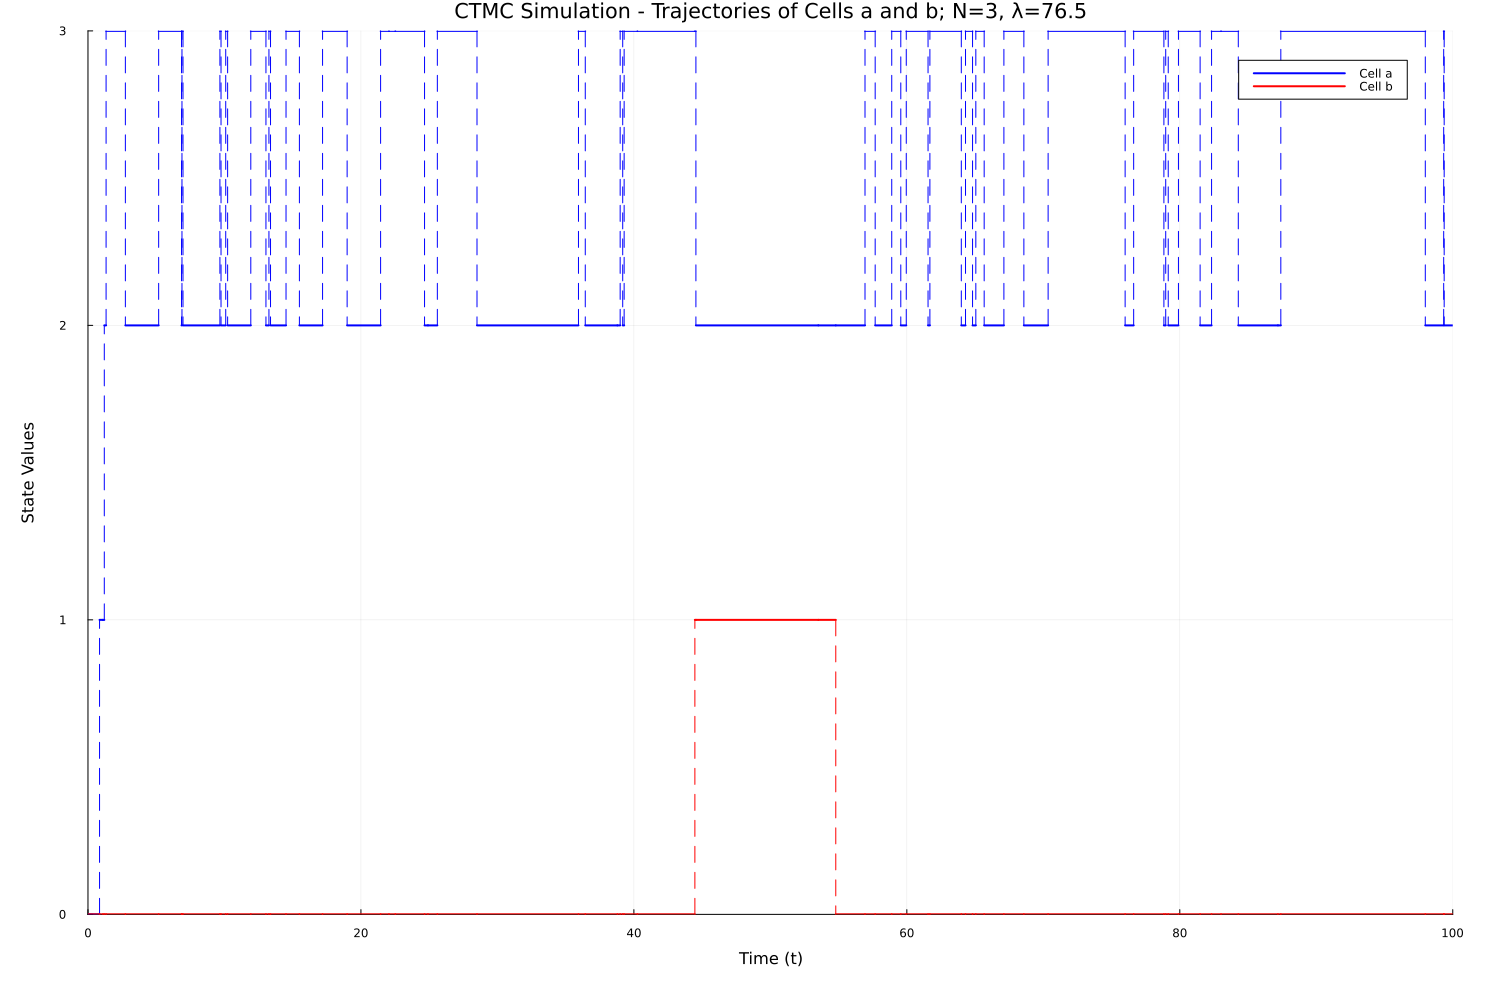 CTMC Simulation - Trajectories of Cells a and b; N=3, λ=76.5
3
Cell a
Cell b
2
State Values
1
0
0 20 40 60 80 100
Time (t)